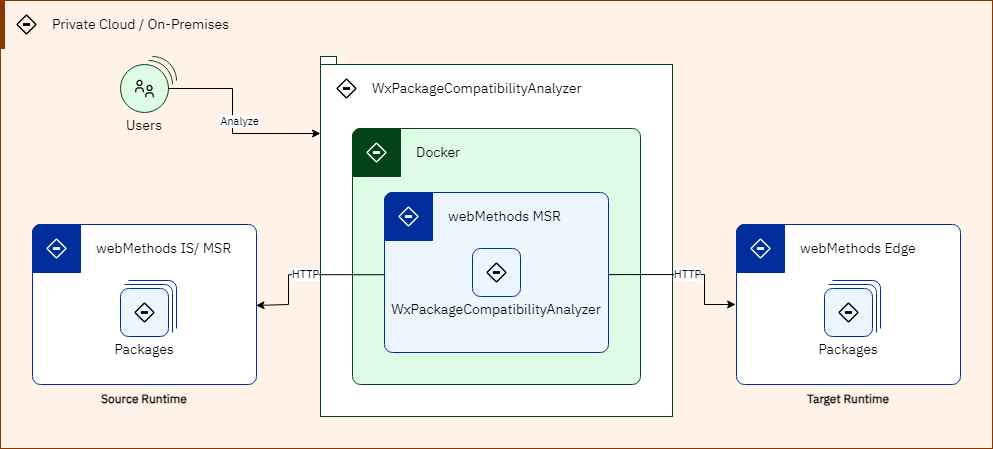 Private Cloud / On-Premises
WxPackageCompatibilityAnalyzer
Users
Analyze
Docker
webMethods MSR
webMethods IS/ MSR
webMethods Edge
HTTP
HTTP
WxPackageCompatibilityAnalyzer
Packages
Packages
Source Runtime
Target Runtime